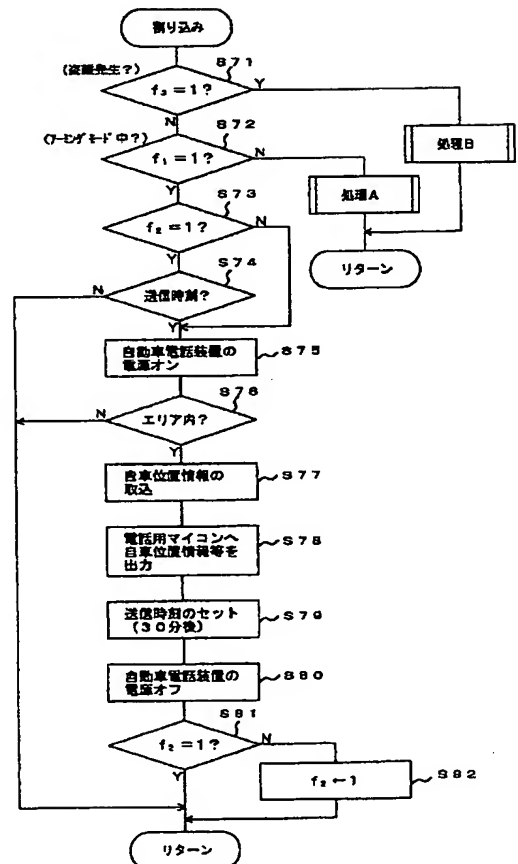 割り込み
(盗難発生?)
S71
f₃=1?
Y
N
(アーミングモード中?)
S72
f₁=1?
N
Y
処理B
処理A
S73
f₂=1?
N
Y
リターン
S74
N
送信時刻?
Y
自動車電話装置の
電源オン
S75
S76
N
エリア内?
Y
自車位置情報の
取込
S77
電話用マイコンへ
自車位置情報等を
出力
S78
送信時刻のセット
(30分後)
S79
自動車電話装置の
電源オフ
S80
S81
f₂=1?
N
Y
f₂←1
S82
リターン